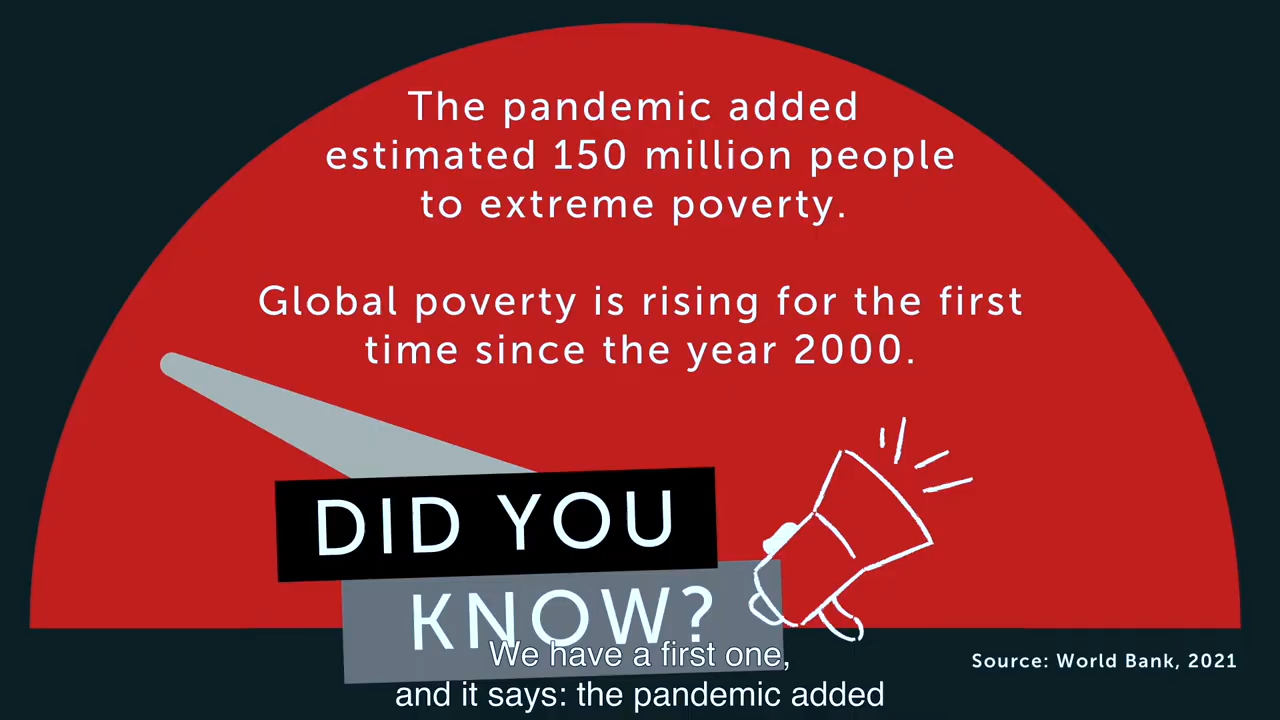 The pandemic added
estimated 150 million people
to extreme poverty.
Global poverty is rising for the first
time since the year 2000.
DID YOU
KNOW?
We have a first one,
and it says: the pandemic added
Source: World Bank, 2021